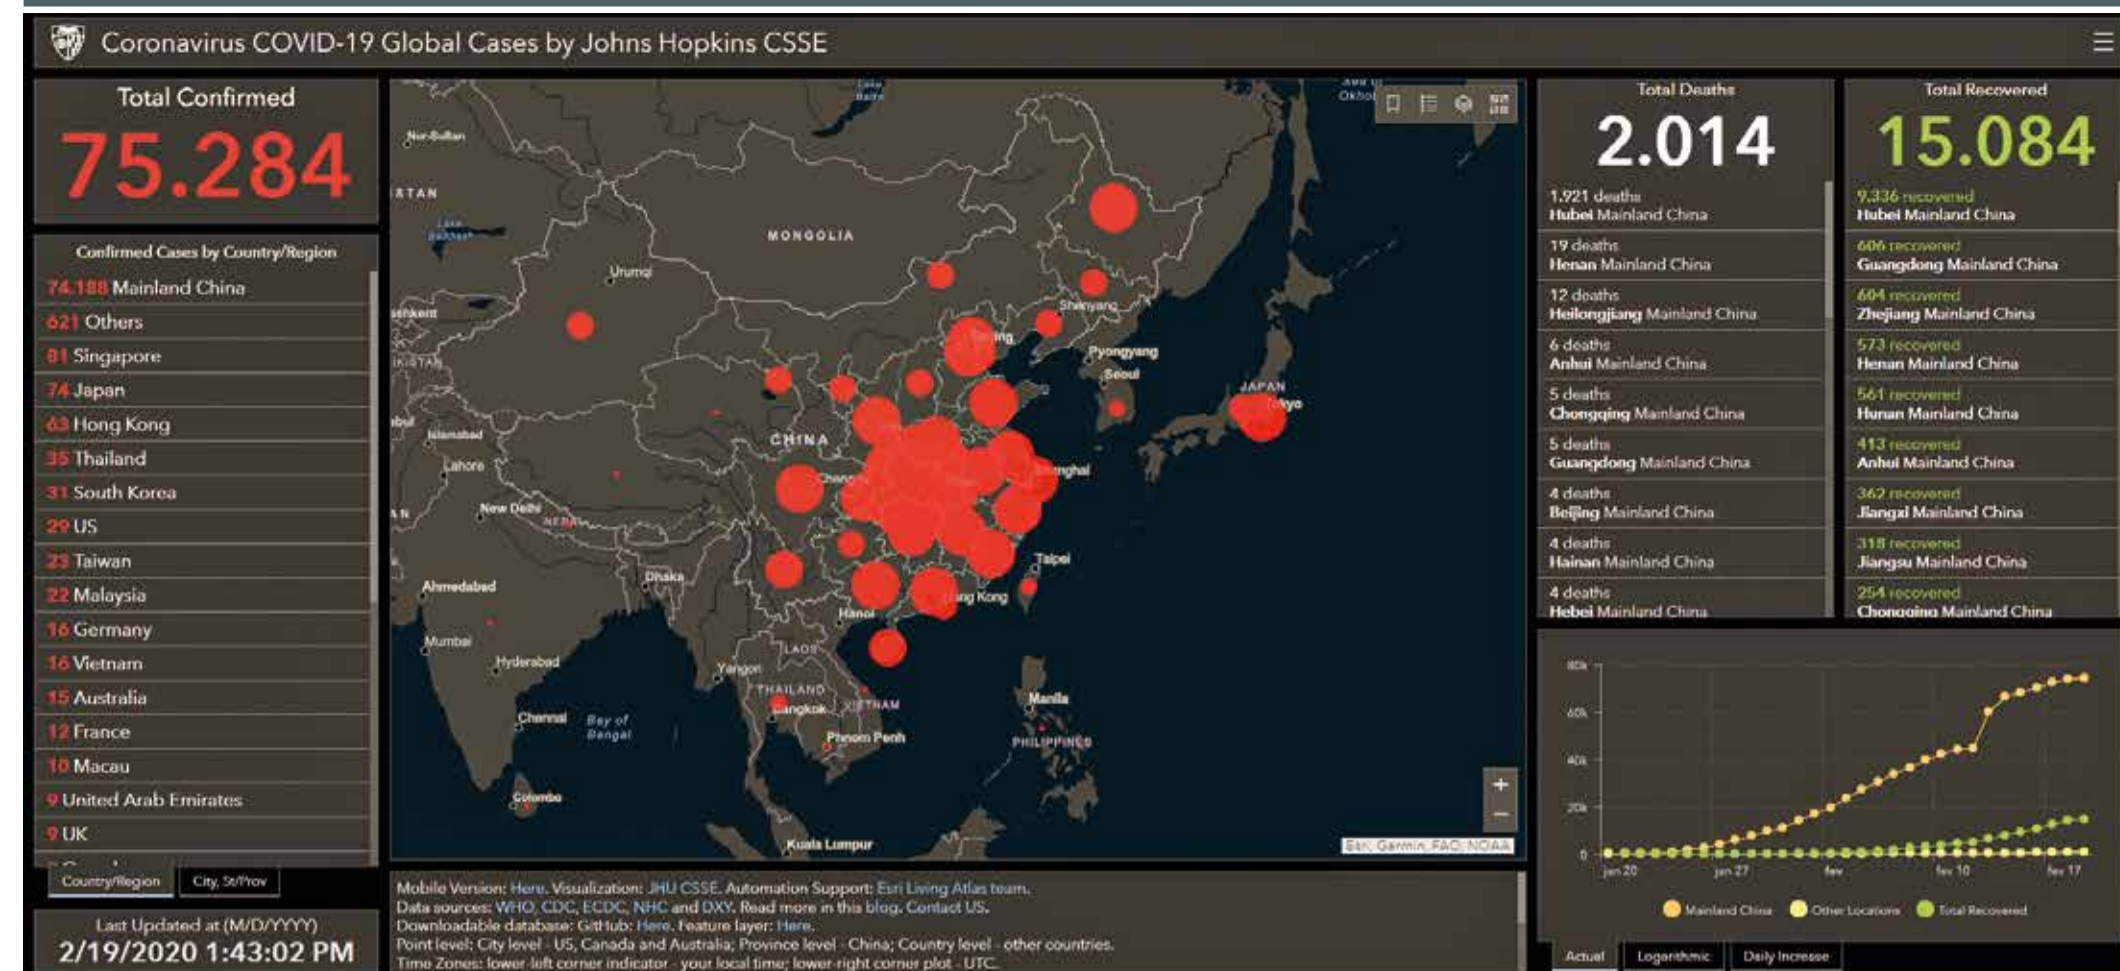 Coronavirus COVID-19 Global Cases by Johns Hopkins CSSE
Total Confirmed
75.284
Confirmed Cases by Country/Region
74.188 Mainland China
621 Others
81 Singapore
74 Japan
63 Hong Kong
35 Thailand
31 South Korea
29 US
23 Taiwan
22 Malaysia
16 Germany
16 Vietnam
15 Australia
12 France
10 Macau
9 United Arab Emirates
9 UK
Country/Region
City, St/Prov
Last Updated at (M/D/YYYY)
2/19/2020 1:43:02 PM
Nur-Sultan
ISTAN
MONGOLIA
Urumqi
Shenyang
Pyongyang
Seoul
JAPAN
Islamabad
CHINA
Lahore
New Delhi
NEPAL
Taipei
Dhaka
Ahmedabad
Hanoi
Mumbai
LAOS
Hyderabad
Yangon
THAILAND
VIETNAM
Manila
Chennai
Bay of
Bengal
Phnom Penh
PHILIPPINES
Colombo
Kuala Lumpur
+
−
Esri, Garmin, FAO, NOAA
Mobile Version: Here. Visualization: JHU CSSE. Automation Support: Esri Living Atlas team.
Data sources: WHO, CDC, ECDC, NHC and DXY. Read more in this blog. Contact US.
Downloadable database: GitHub: Here. Feature layer: Here.
Point level: City level - US, Canada and Australia; Province level - China; Country level - other countries.
Time Zones: lower-left corner indicator - your local time; lower-right corner plot - UTC.
Total Deaths
2.014
1.921 deaths
Hubei Mainland China
19 deaths
Henan Mainland China
12 deaths
Heilongjiang Mainland China
6 deaths
Anhui Mainland China
5 deaths
Chongqing Mainland China
5 deaths
Guangdong Mainland China
4 deaths
Beijing Mainland China
4 deaths
Hainan Mainland China
4 deaths
Hebei Mainland China
Total Recovered
15.084
9.336 recovered
Hubei Mainland China
606 recovered
Guangdong Mainland China
604 recovered
Zhejiang Mainland China
573 recovered
Henan Mainland China
561 recovered
Hunan Mainland China
413 recovered
Anhui Mainland China
362 recovered
Jiangxi Mainland China
318 recovered
Jiangsu Mainland China
254 recovered
Chongqing Mainland China
80k
60k
40k
20k
0
jan 20
jan 27
fev
fev 10
fev 17
Mainland China
Other Locations
Total Recovered
Actual
Logarithmic
Daily Increase